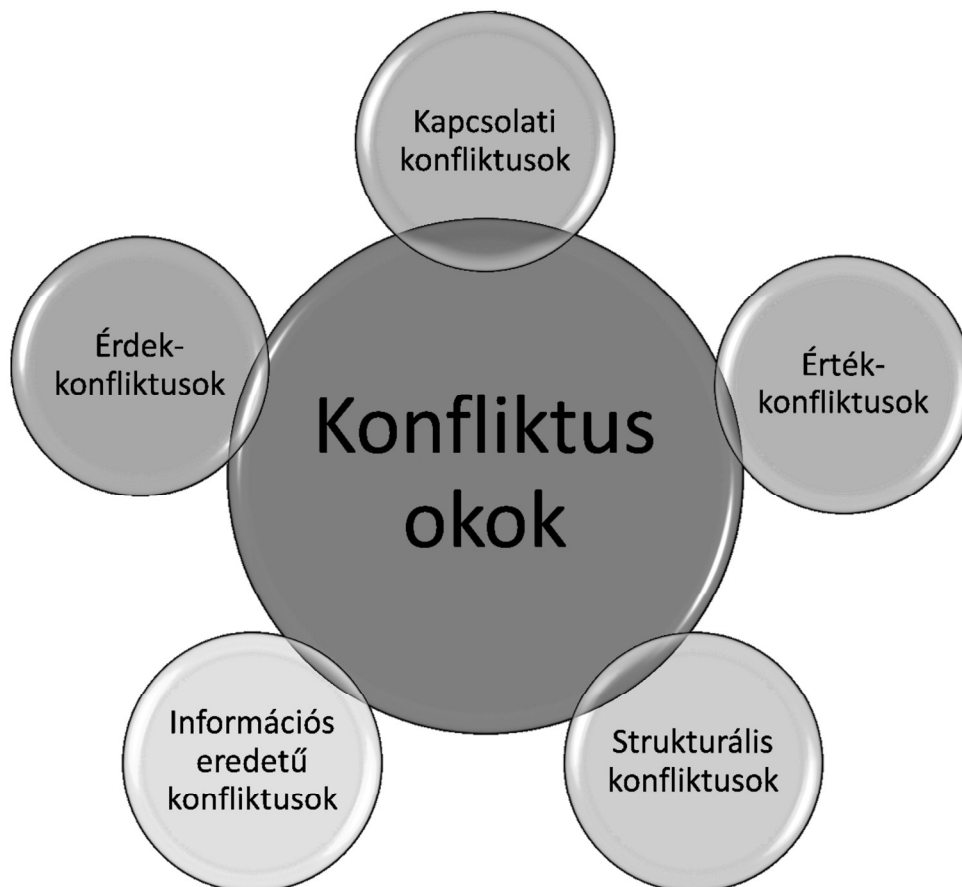 Kapcsolati
konfliktusok
Érdek-
konfliktusok
Érték-
konfliktusok
Konfliktus
okok
Információs
eredetű
konfliktusok
Strukturális
konfliktusok